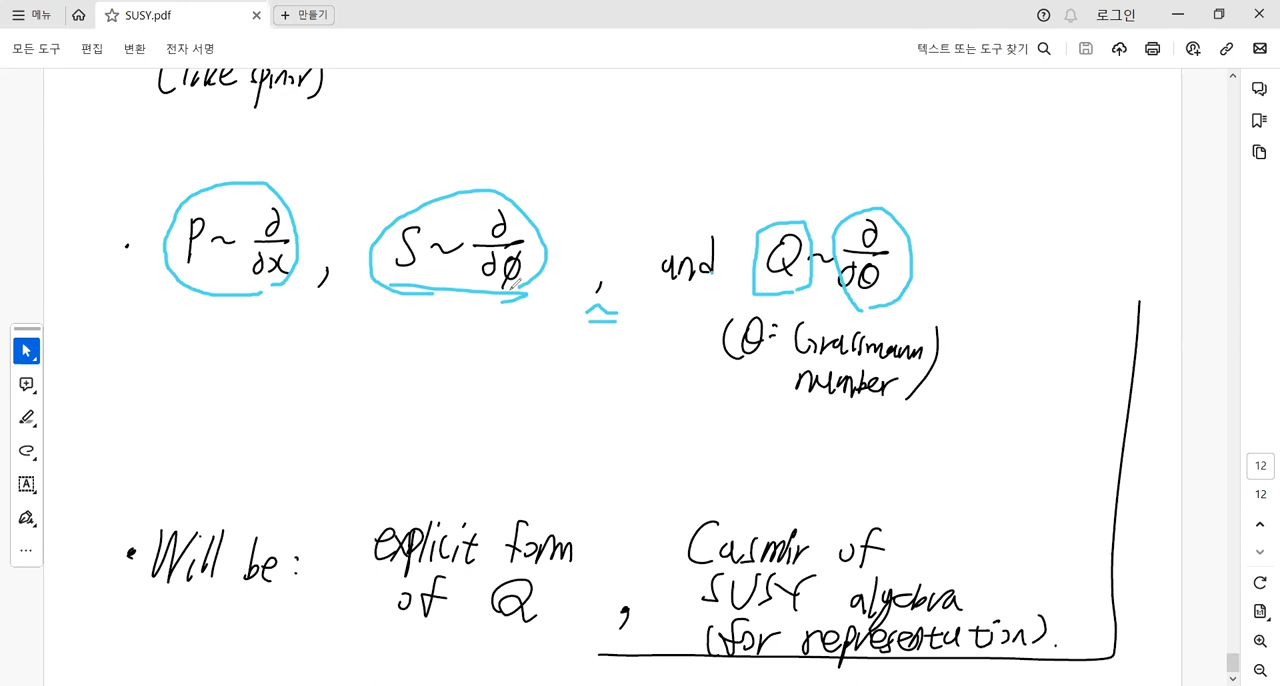 메뉴 SUSY.pdf 만들기 로그인
모든 도구 편집 변환 전자 서명 텍스트 또는 도구 찾기
(like spinor)
· P ~ ∂/∂x , S ~ ∂/∂φ , and Q ~ ∂/∂θ
≅
(θ: Grassmann
number)
12
12
· Will be: explicit form
of Q ,
Casmir of
SUSY algebra
(for representation).